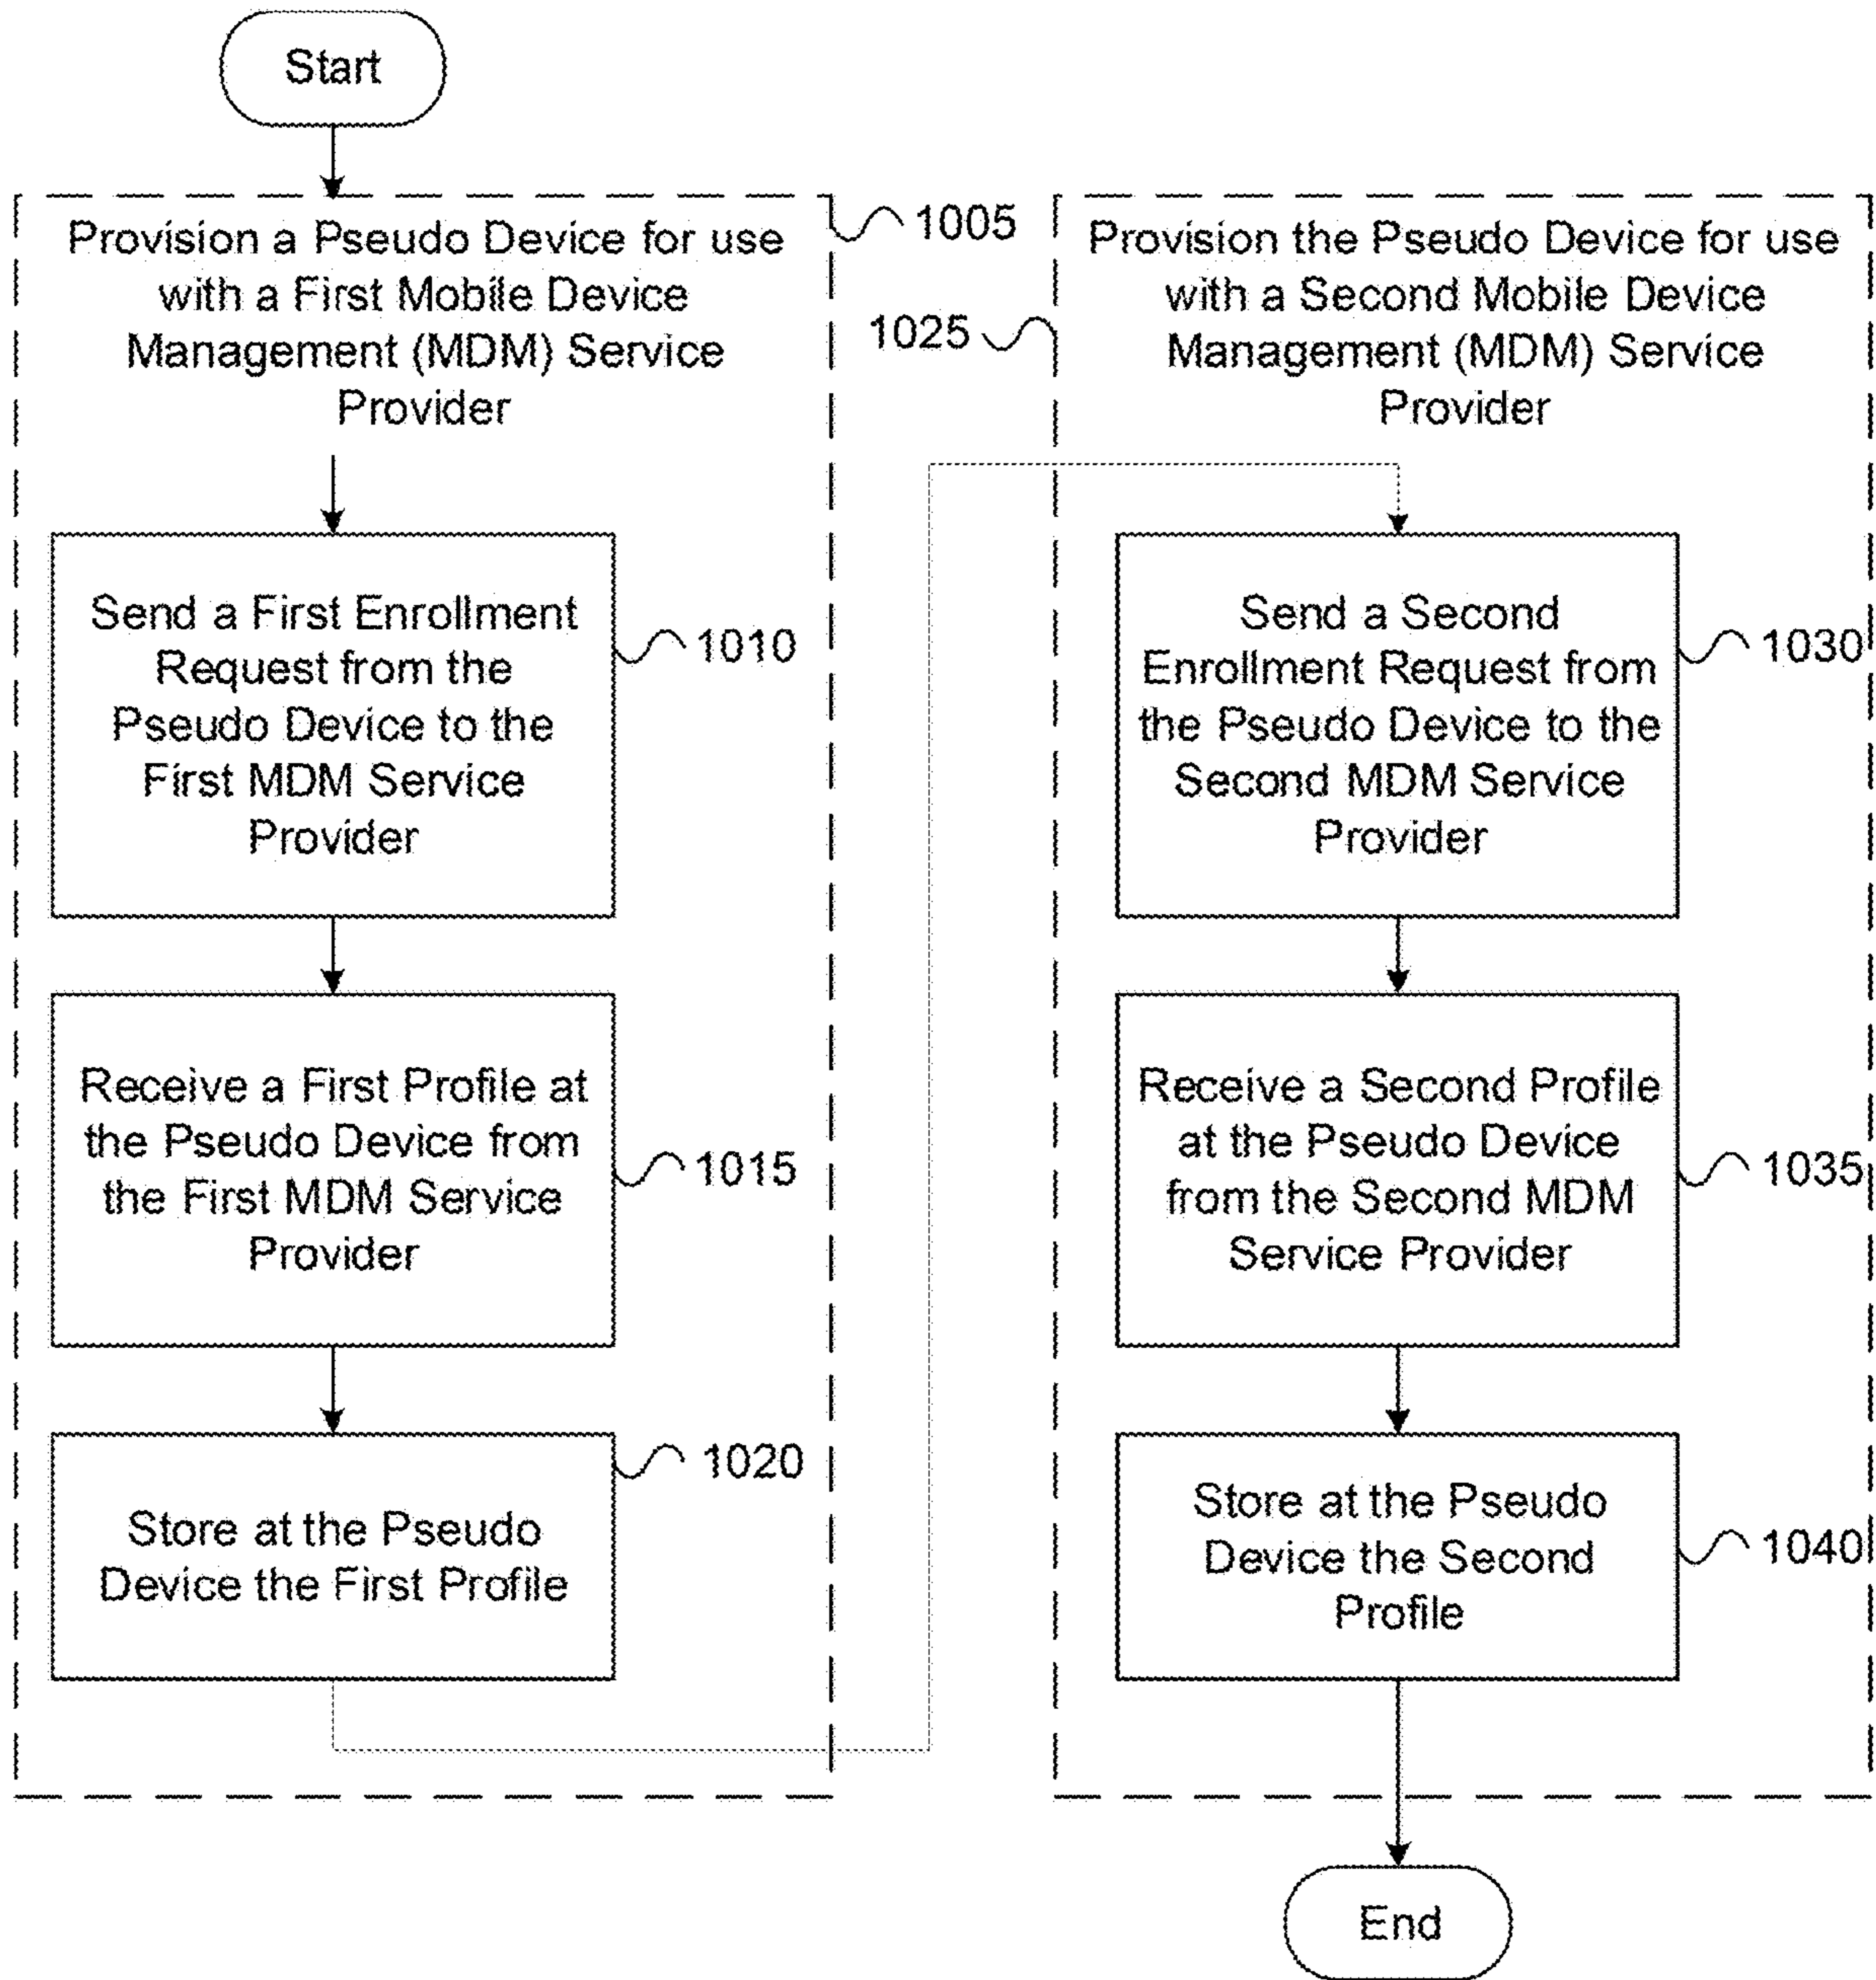 Start
Provision a Pseudo Device for use
with a First Mobile Device
Management (MDM) Service
Provider
1005
Send a First Enrollment
Request from the
Pseudo Device to the
First MDM Service
Provider
1010
Receive a First Profile at
the Pseudo Device from
the First MDM Service
Provider
1015
Store at the Pseudo
Device the First Profile
1020
Provision the Pseudo Device for use
with a Second Mobile Device
Management (MDM) Service
Provider
1025
Send a Second
Enrollment Request from
the Pseudo Device to the
Second MDM Service
Provider
1030
Receive a Second Profile
at the Pseudo Device
from the Second MDM
Service Provider
1035
Store at the Pseudo
Device the Second
Profile
1040
End